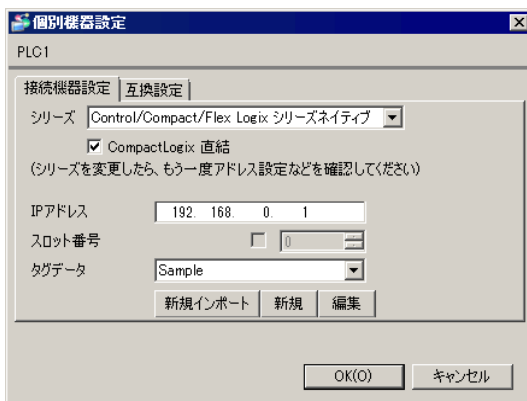 個別機器設定
PLC1
接続機器設定 互換設定
シリーズ Control/Compact/Flex Logix シリーズネイティブ
CompactLogix 直結
(シリーズを変更したら、もう一度アドレス設定などを確認してください)
IPアドレス 192. 168. 0. 1
スロット番号 0
タグデータ Sample
新規インポート 新規 編集
OK(O) キャンセル